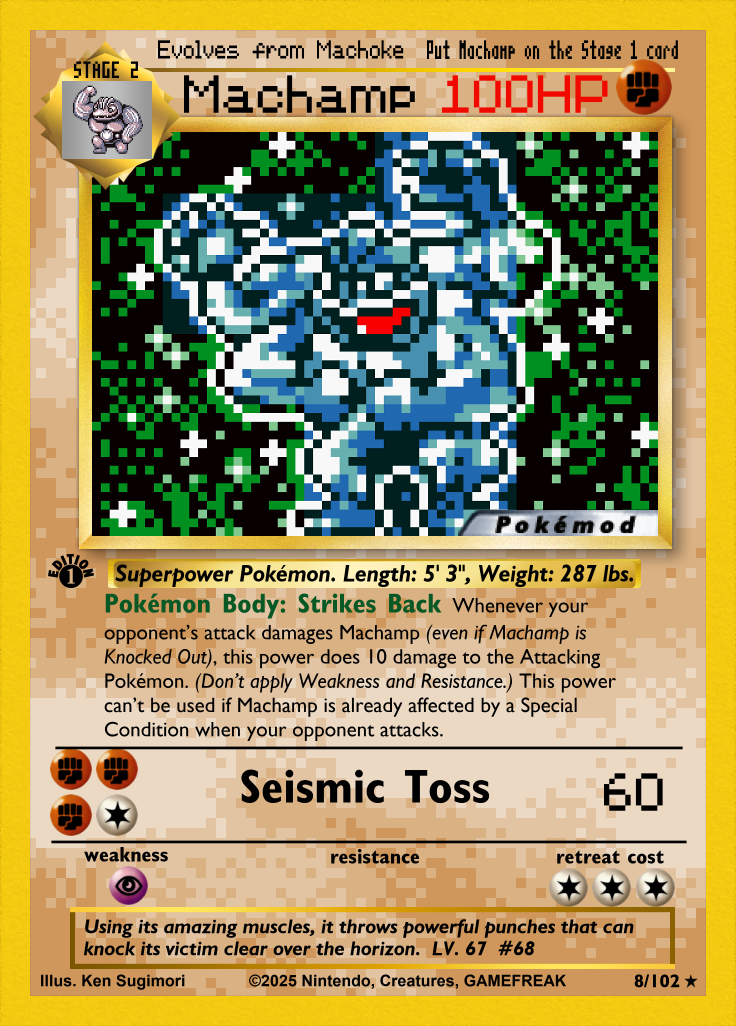 Evolves from Machoke Put Machamp on the Stage 1 card
STAGE 2
Machamp 100HP
Pokémod
EDITION
1
Superpower Pokémon. Length: 5' 3", Weight: 287 lbs.
Pokémon Body: Strikes Back Whenever your
opponent's attack damages Machamp (even if Machamp is
Knocked Out), this power does 10 damage to the Attacking
Pokémon. (Don't apply Weakness and Resistance.) This power
can't be used if Machamp is already affected by a Special
Condition when your opponent attacks.
Seismic Toss 60
weakness resistance retreat cost
Using its amazing muscles, it throws powerful punches that can
knock its victim clear over the horizon. LV. 67 #68
Illus. Ken Sugimori ©2025 Nintendo, Creatures, GAMEFREAK 8/102 ★